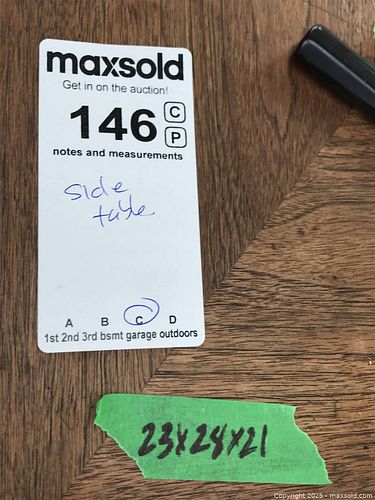 maxsold
Get in on the auction!
146 C
P
notes and measurements
side
table
A B C D
1st 2nd 3rd bsmt garage outdoors
23x28x21
Copyright 2025 - maxsold.com